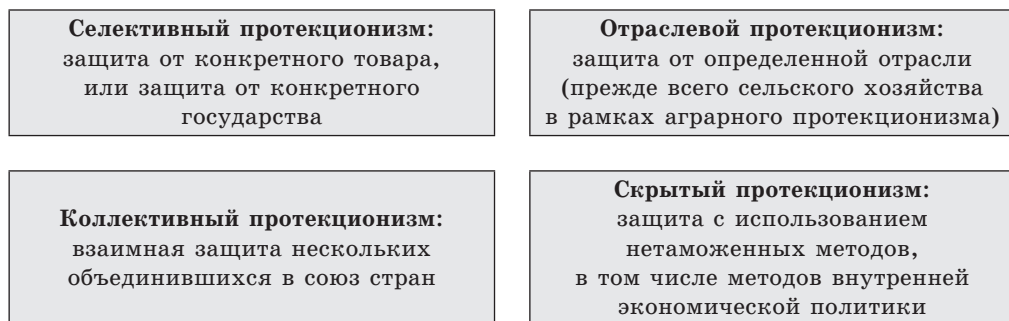 Селективный протекционизм:
защита от конкретного товара,
или защита от конкретного
государства
Отраслевой протекционизм:
защита от определенной отрасли
(прежде всего сельского хозяйства
в рамках аграрного протекционизма)
Коллективный протекционизм:
взаимная защита нескольких
объединившихся в союз стран
Скрытый протекционизм:
защита с использованием
нетаможенных методов,
в том числе методов внутренней
экономической политики